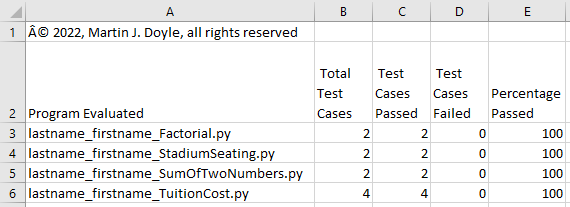 A B C D E
1 Â© 2022, Martin J. Doyle, all rights reserved
Total Test Test
Test Cases Cases Percentage
2 Program Evaluated Cases Passed Failed Passed
3 lastname_firstname_Factorial.py 2 2 0 100
4 lastname_firstname_StadiumSeating.py 2 2 0 100
5 lastname_firstname_SumOfTwoNumbers.py 2 2 0 100
6 lastname_firstname_TuitionCost.py 4 4 0 100